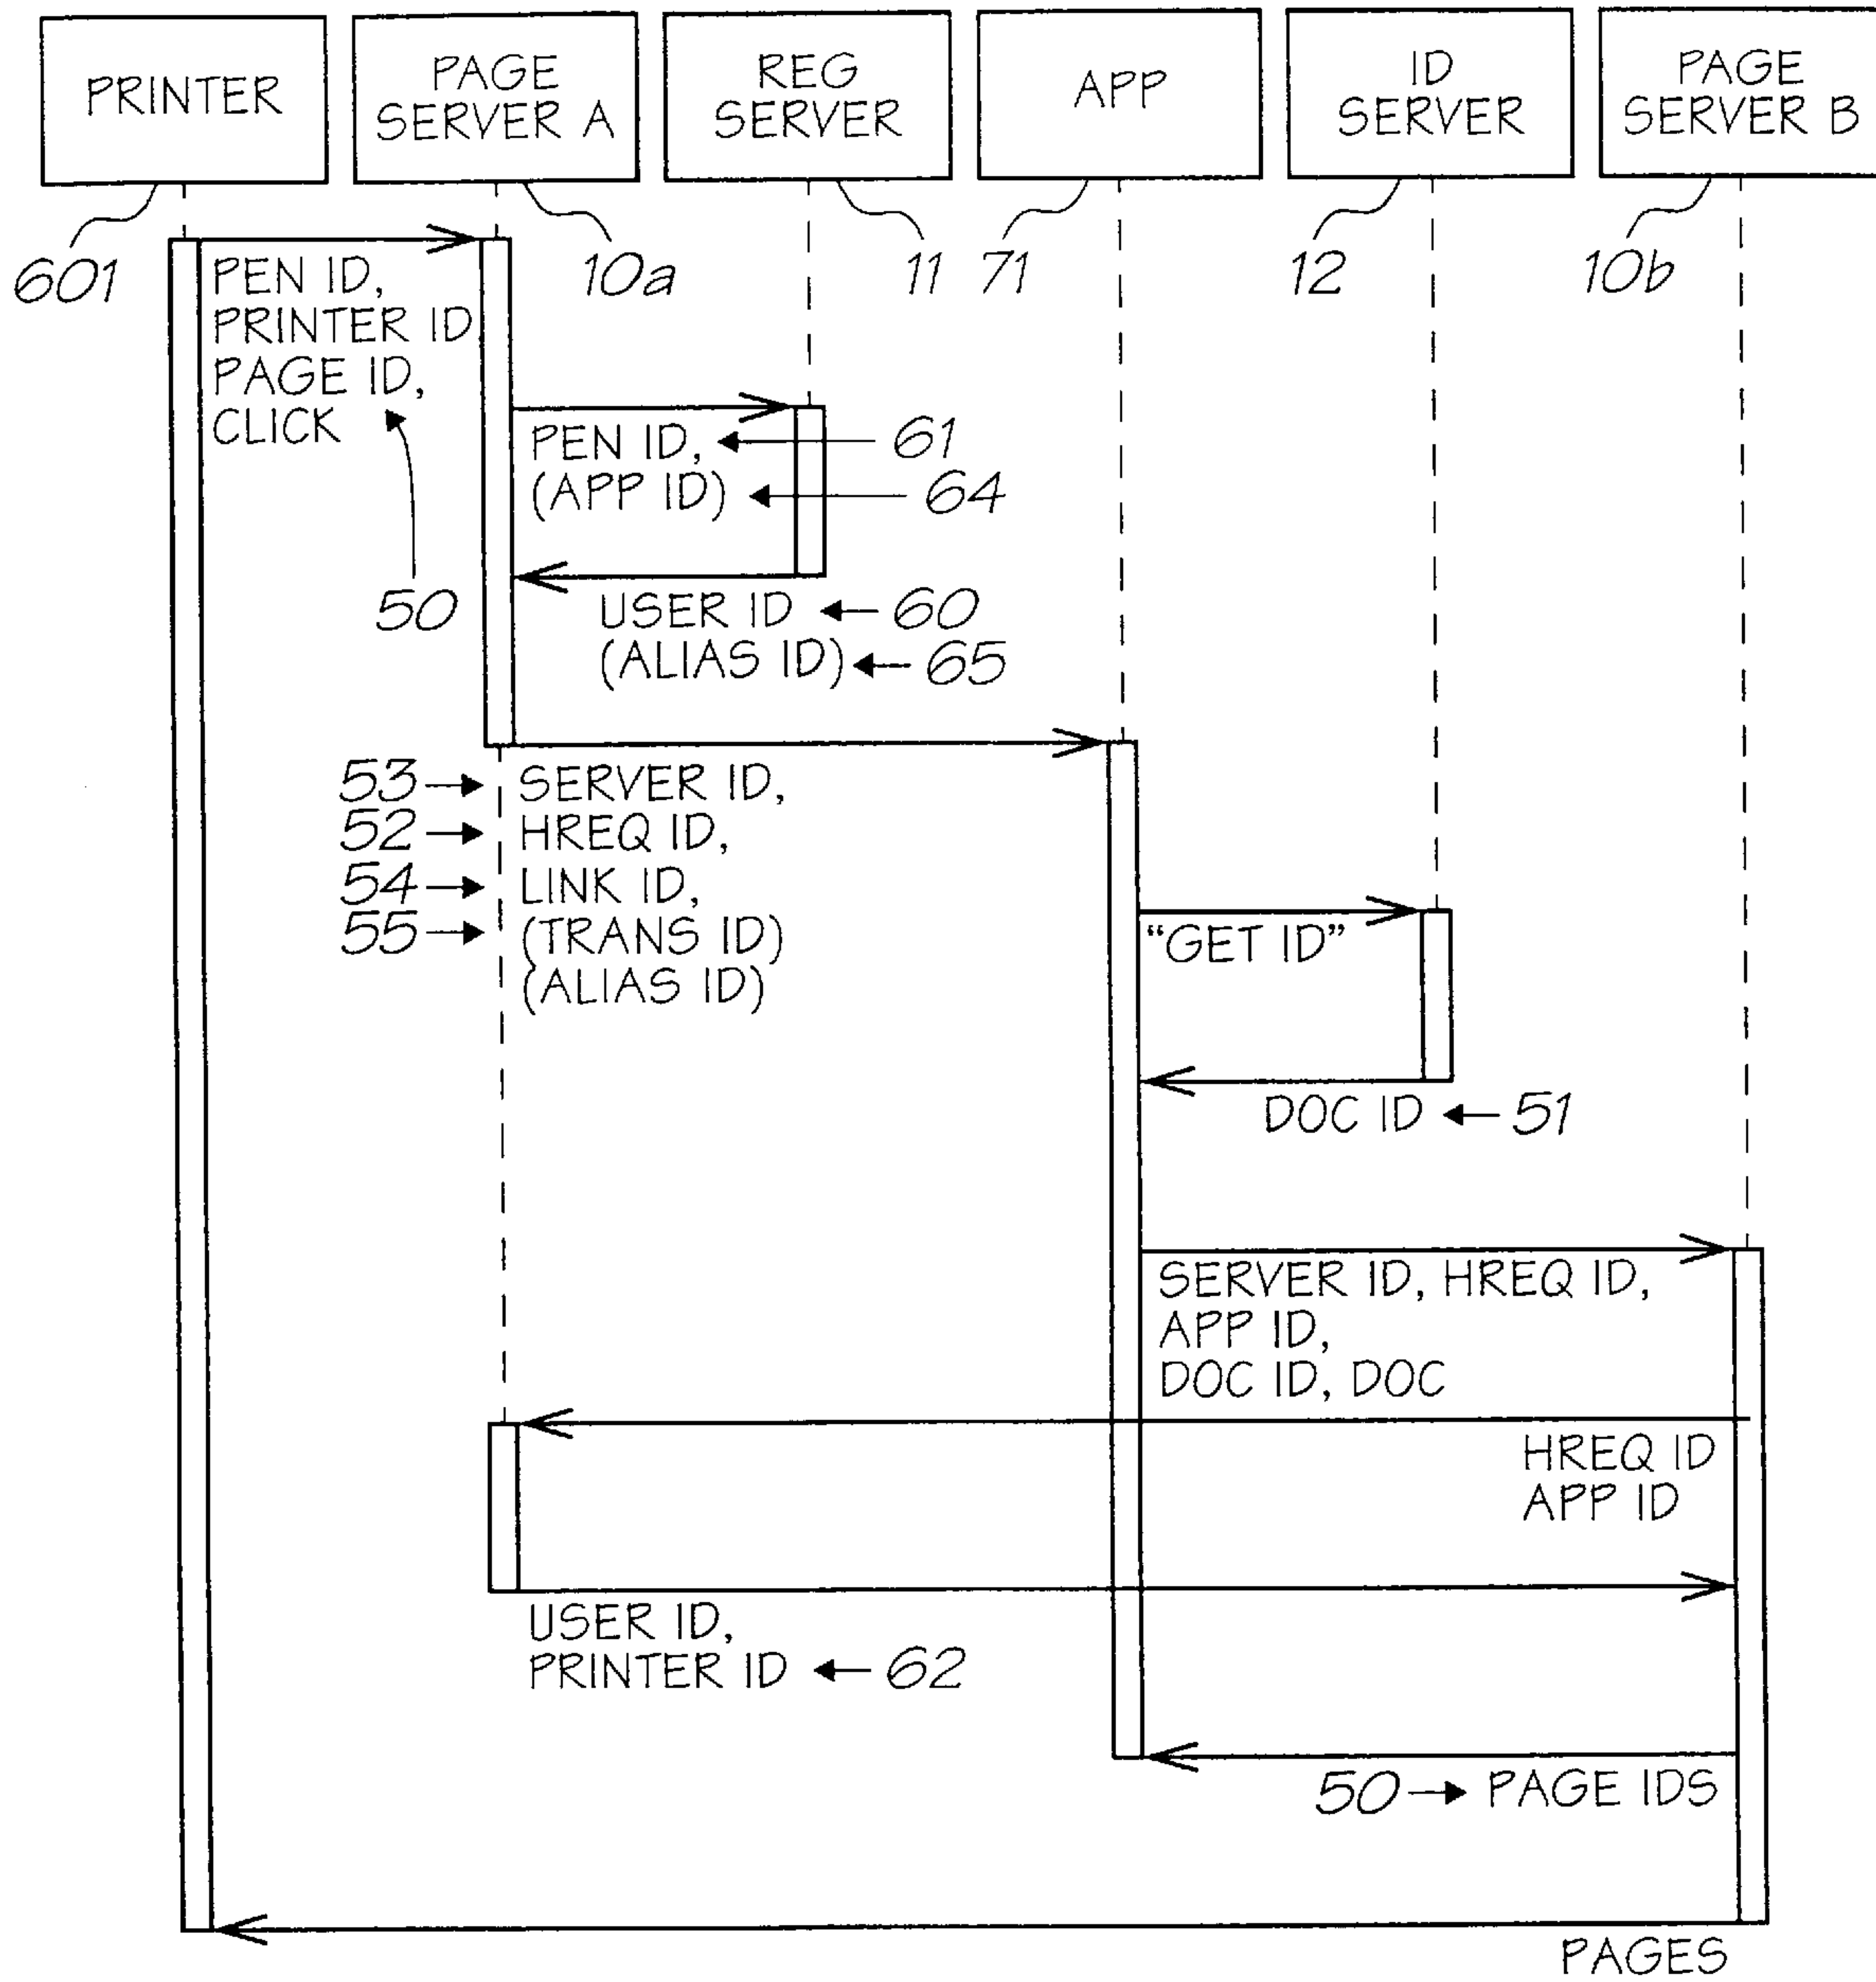 PRINTER
PAGE
SERVER A
REG
SERVER
APP
ID
SERVER
PAGE
SERVER B
601
10a
11
71
12
10b
PEN ID,
PRINTER ID
PAGE ID,
CLICK
50
PEN ID,
61
(APP ID)
64
USER ID
60
(ALIAS ID)
65
53
SERVER ID,
52
HREQ ID,
54
LINK ID,
55
(TRANS ID)
(ALIAS ID)
“GET ID”
DOC ID
51
SERVER ID, HREQ ID,
APP ID,
DOC ID, DOC
HREQ ID
APP ID
USER ID,
PRINTER ID
62
50
PAGE IDS
PAGES